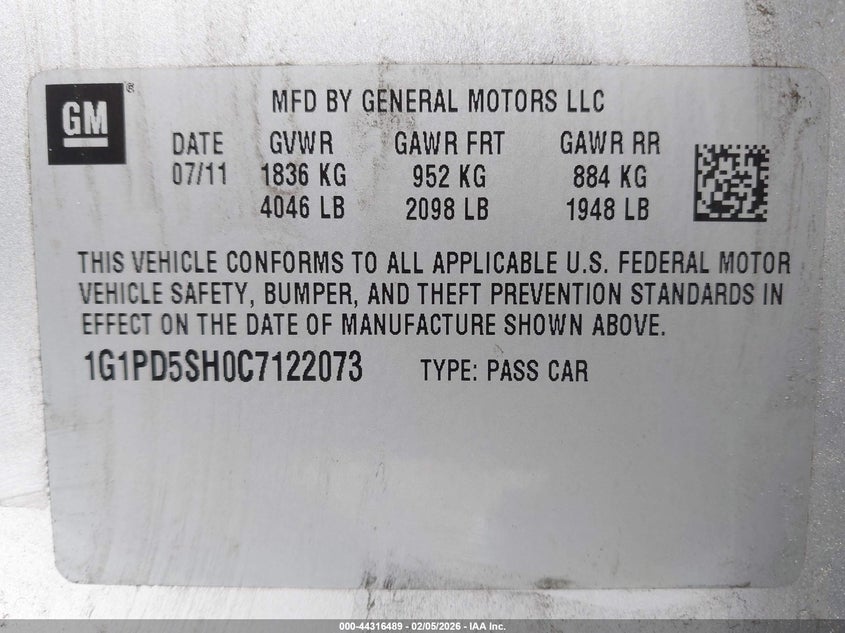 GM ®
MFD BY GENERAL MOTORS LLC
DATE GVWR GAWR FRT GAWR RR
07/11 1836 KG 952 KG 884 KG
4046 LB 2098 LB 1948 LB
THIS VEHICLE CONFORMS TO ALL APPLICABLE U.S. FEDERAL MOTOR
VEHICLE SAFETY, BUMPER, AND THEFT PREVENTION STANDARDS IN
EFFECT ON THE DATE OF MANUFACTURE SHOWN ABOVE.
1G1PD5SH0C7122073 TYPE: PASS CAR
000-44316489 - 02/05/2026 - IAA Inc.